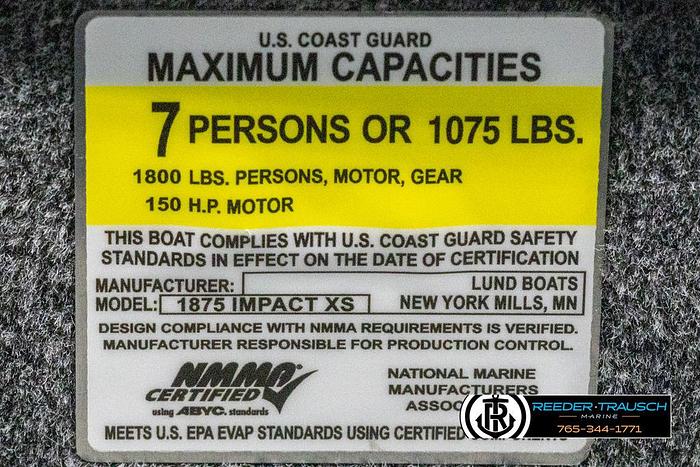 U.S. COAST GUARD
MAXIMUM CAPACITIES
7 PERSONS OR 1075 LBS.
1800 LBS. PERSONS, MOTOR, GEAR
150 H.P. MOTOR
THIS BOAT COMPLIES WITH U.S. COAST GUARD SAFETY
STANDARDS IN EFFECT ON THE DATE OF CERTIFICATION
MANUFACTURER: LUND BOATS
MODEL: 1875 IMPACT XS NEW YORK MILLS, MN
DESIGN COMPLIANCE WITH NMMA REQUIREMENTS IS VERIFIED.
MANUFACTURER RESPONSIBLE FOR PRODUCTION CONTROL.
NMMA®
CERTIFIED
using ABYC. standards
NATIONAL MARINE
MANUFACTURERS
MEETS U.S. EPA EVAP STANDARDS USING CERTIFIED
REEDER·TRAUSCH
MARINE
765-344-1771